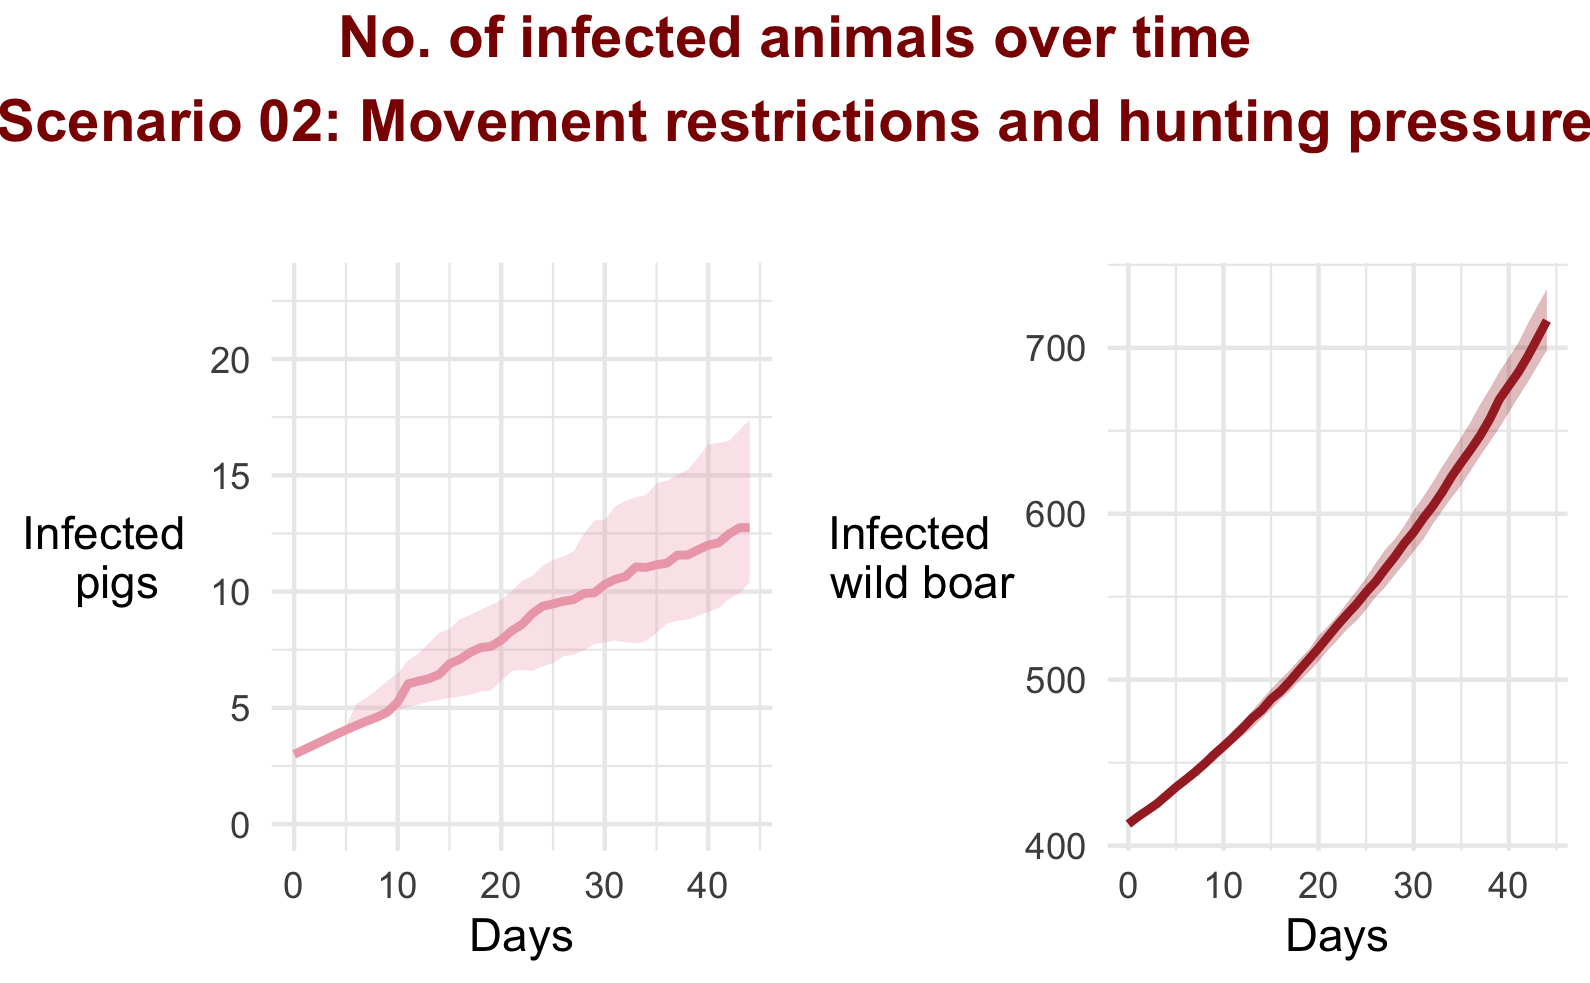 No. of infected animals over time
Scenario 02: Movement restrictions and hunting pressure
20
15
10
5
0
Infected
pigs
0 10 20 30 40
Days
700
600
500
400
Infected
wild boar
0 10 20 30 40
Days